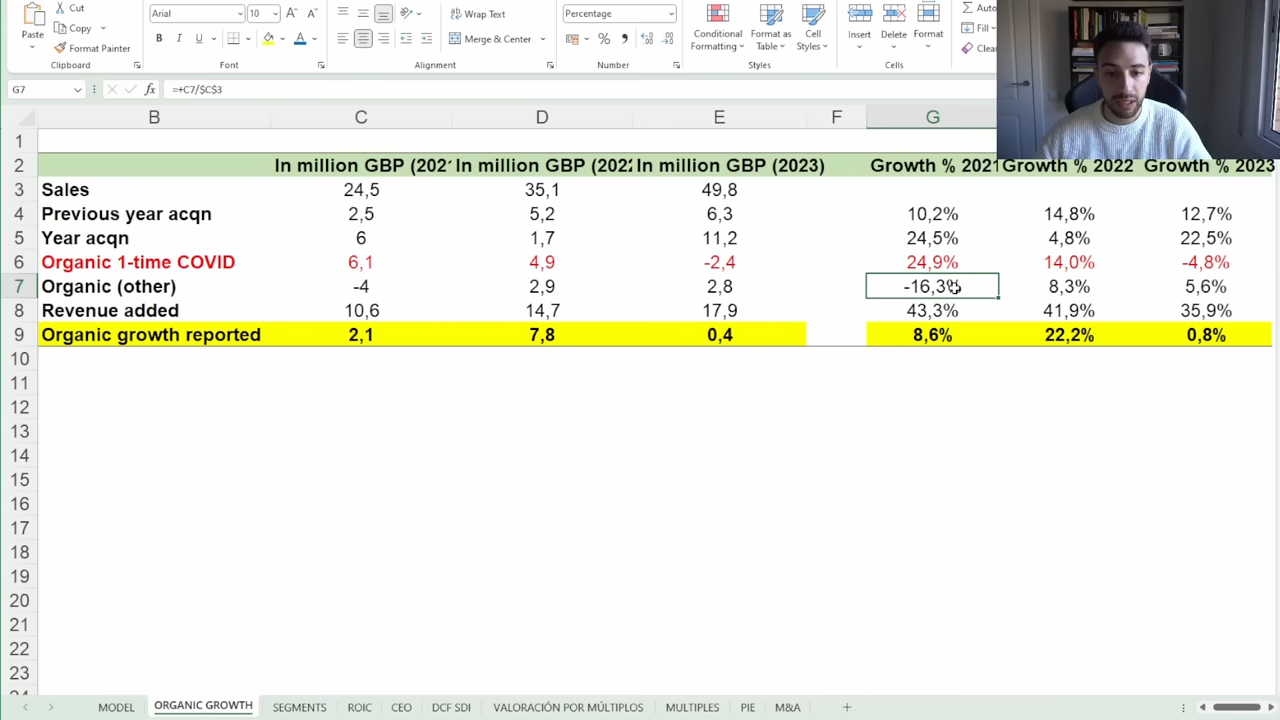 Cut
Copy
Paste
Format Painter
Clipboard
Arial
10
A
A
B
I
U
A
Font
Wrap Text
Merge & Center
Alignment
Percentage
%
Number
Conditional
Formatting
Format as
Table
Cell
Styles
Styles
Insert
Delete
Format
Cells
Auto
Fill
Clea
G7
fx
=+C7/$C$3
B C D E F G
1
2 In million GBP (202 In million GBP (202 In million GBP (2023) Growth % 2021 Growth % 2022 Growth % 2023
3 Sales 24,5 35,1 49,8
4 Previous year acqn 2,5 5,2 6,3 10,2% 14,8% 12,7%
5 Year acqn 6 1,7 11,2 24,5% 4,8% 22,5%
6 Organic 1-time COVID 6,1 4,9 -2,4 24,9% 14,0% -4,8%
7 Organic (other) -4 2,9 2,8 -16,3% 8,3% 5,6%
8 Revenue added 10,6 14,7 17,9 43,3% 41,9% 35,9%
9 Organic growth reported 2,1 7,8 0,4 8,6% 22,2% 0,8%
10
11
12
13
14
15
16
17
18
19
20
21
22
23
MODEL ORGANIC GROWTH SEGMENTS ROIC CEO DCF SDI VALORACIÓN POR MÚLTIPLOS MULTIPLES PIE M&A